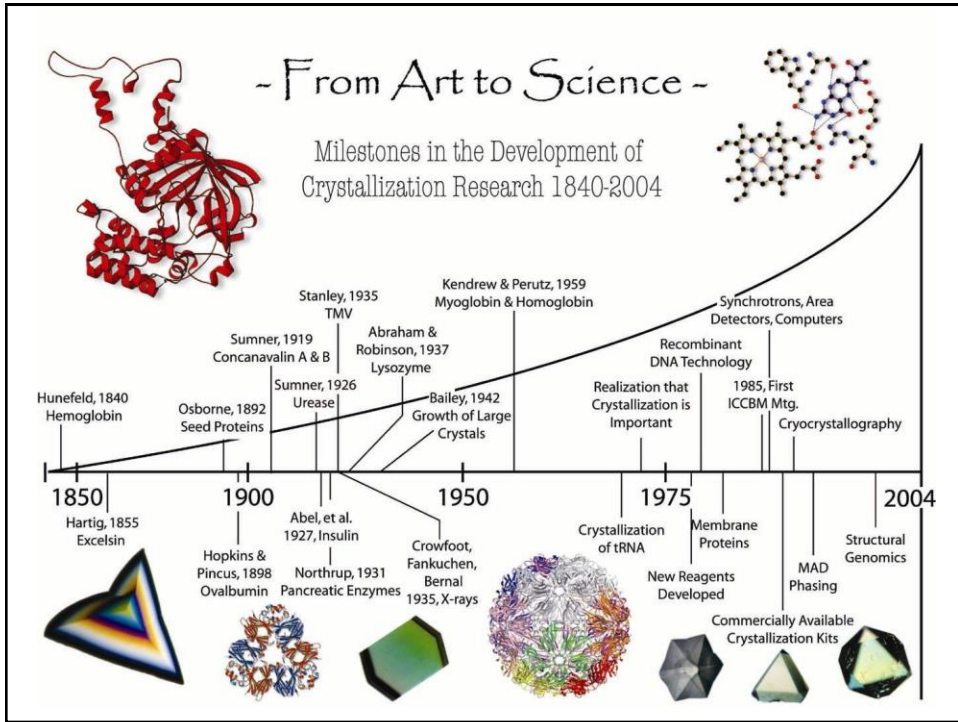 - From Art to Science -
Milestones in the Development of
Crystallization Research 1840-2004
Hunefeld, 1840
Hemoglobin
Osborne, 1892
Seed Proteins
Sumner, 1919
Concanavalin A & B
Sumner, 1926
Urease
Stanley, 1935
TMV
Abraham &
Robinson, 1937
Lysozyme
Bailey, 1942
Growth of Large
Crystals
Kendrew & Perutz, 1959
Myoglobin & Homoglobin
Realization that
Crystallization is
Important
Recombinant
DNA Technology
Synchrotrons, Area
Detectors, Computers
1985, First
ICCBM Mtg.
Cryocrystallography
1850
1900
1950
1975
2004
Hartig, 1855
Excelsin
Hopkins &
Pincus, 1898
Ovalbumin
Abel, et al.
1927, Insulin
Northrup, 1931
Pancreatic Enzymes
Crowfoot,
Fankuchen,
Bernal
1935, X-rays
Crystallization
of tRNA
New Reagents
Developed
Membrane
Proteins
Commercially Available
Crystallization Kits
MAD
Phasing
Structural
Genomics